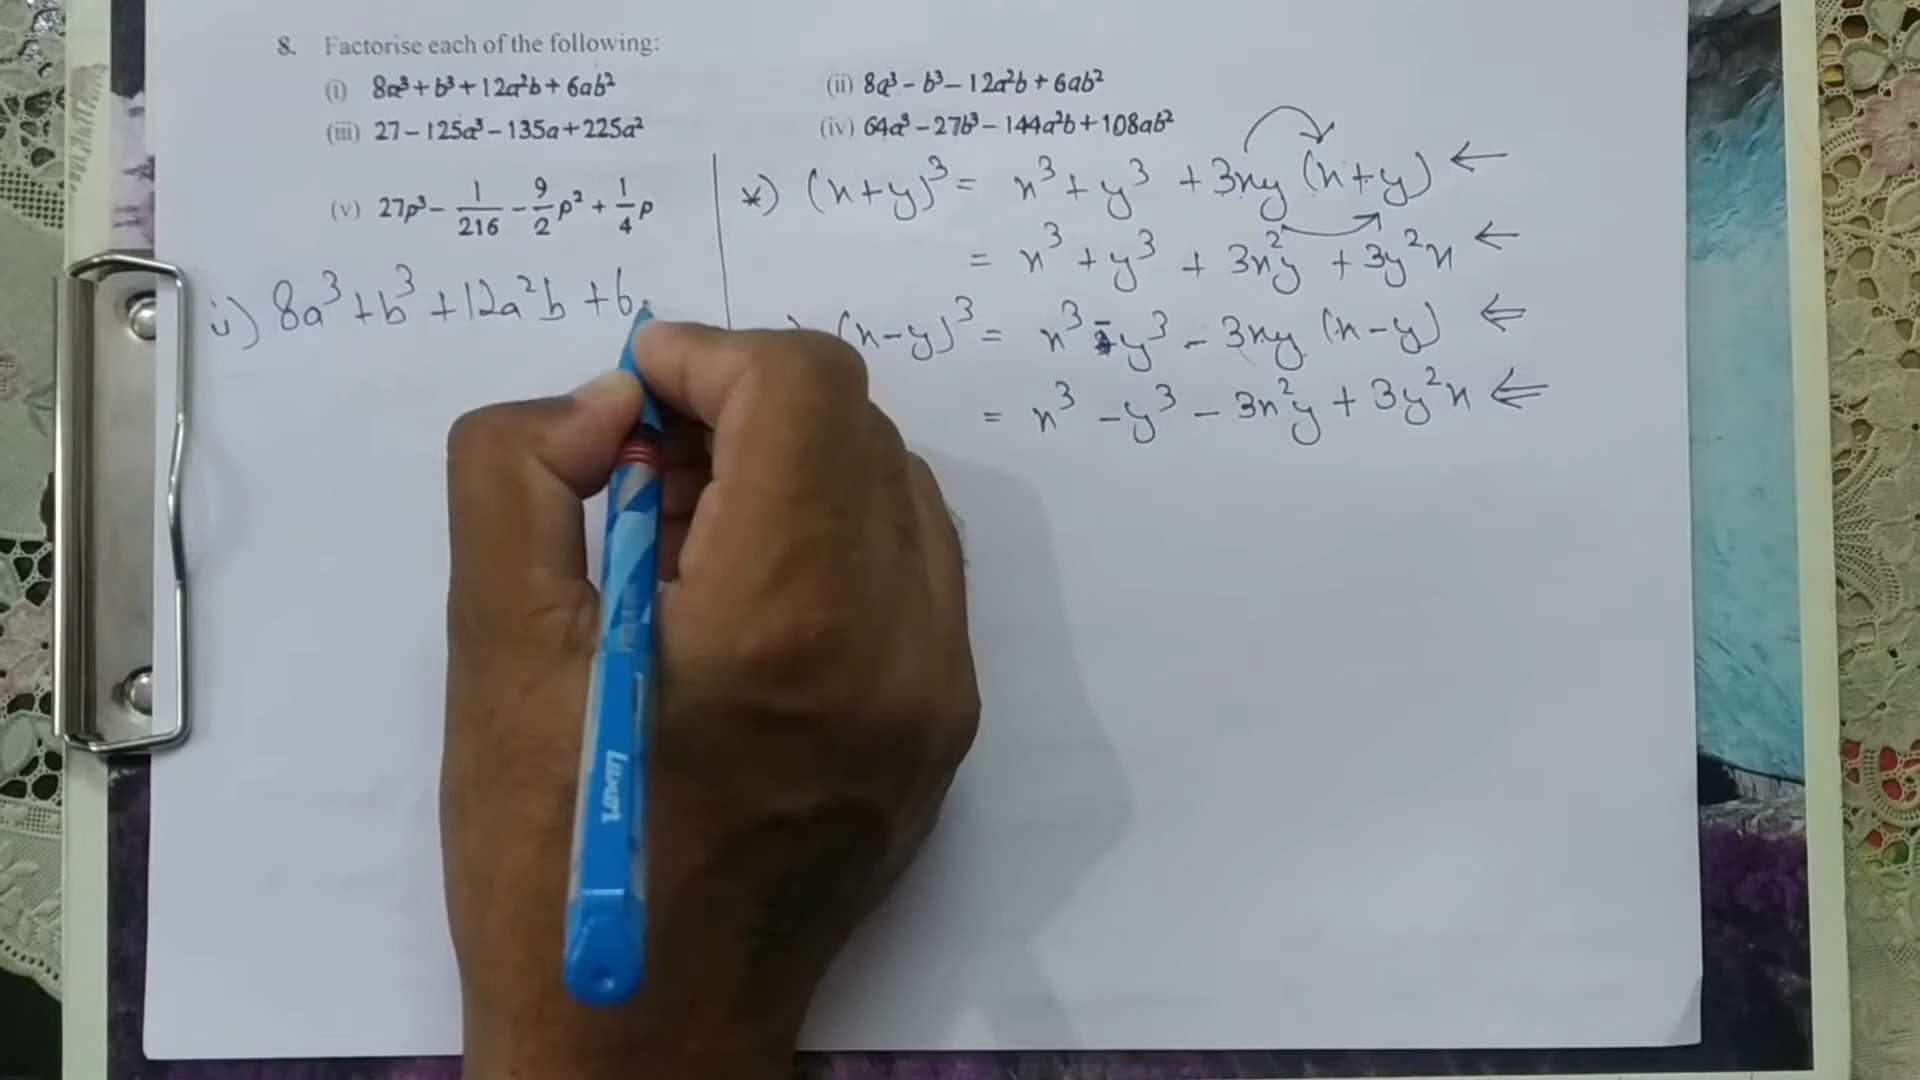 8. Factorise each of the following:
(i) 8a³ + b³ + 12a²b + 6ab² (ii) 8a³ - b³ - 12a²b + 6ab²
(iii) 27 - 125a³ - 135a + 225a² (iv) 64a³ - 27b³ - 144a²b + 108ab²
(v) 27p³ - 1/216 - 9/2 p² + 1/4 p
*) (x+y)³ = x³ + y³ + 3xy (x+y) ←
= x³ + y³ + 3x²y + 3y²x ←
(x-y)³ = x³ - y³ - 3xy (x-y) ⇐
= x³ - y³ - 3x²y + 3y²x ⇐
i) 8a³ + b³ + 12a²b + 6
Luxor